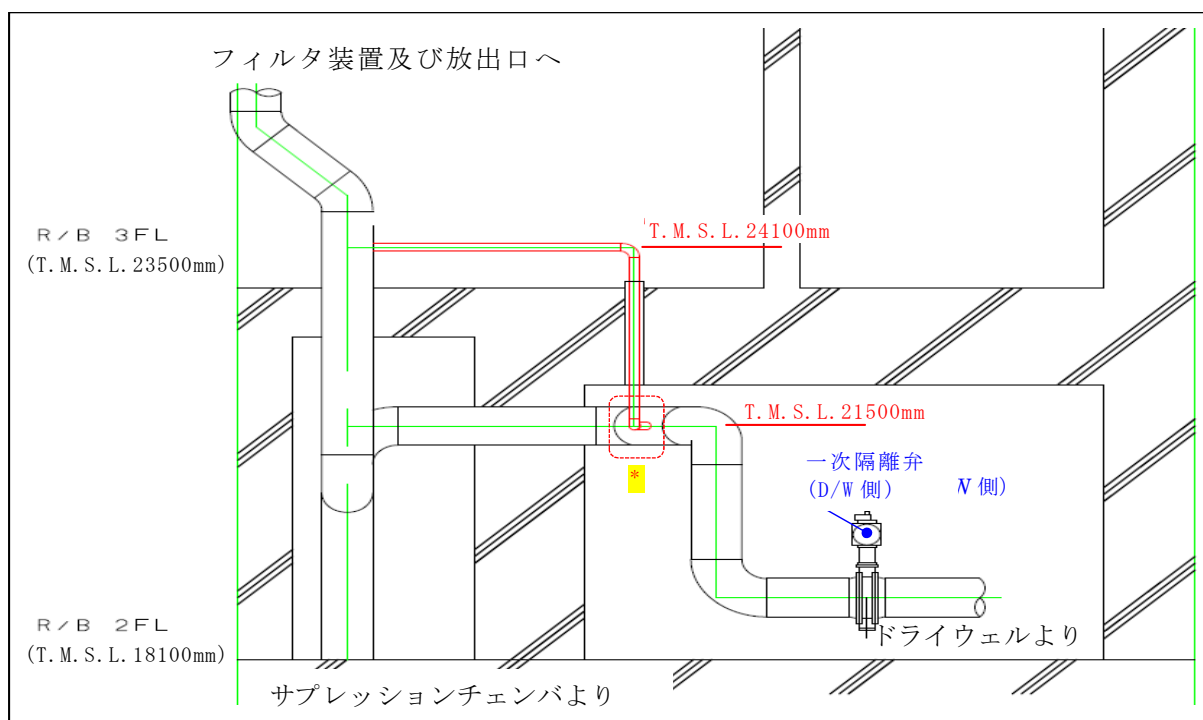 フィルタ装置及び放出口へ
R/B 3FL
(T.M.S.L.23500mm)
T.M.S.L.24100mm
T.M.S.L.21500mm
*
一次隔離弁
(D/W側)
側)
ドライウェルより
R/B 2FL
(T.M.S.L.18100mm)
サプレッションチェンバより